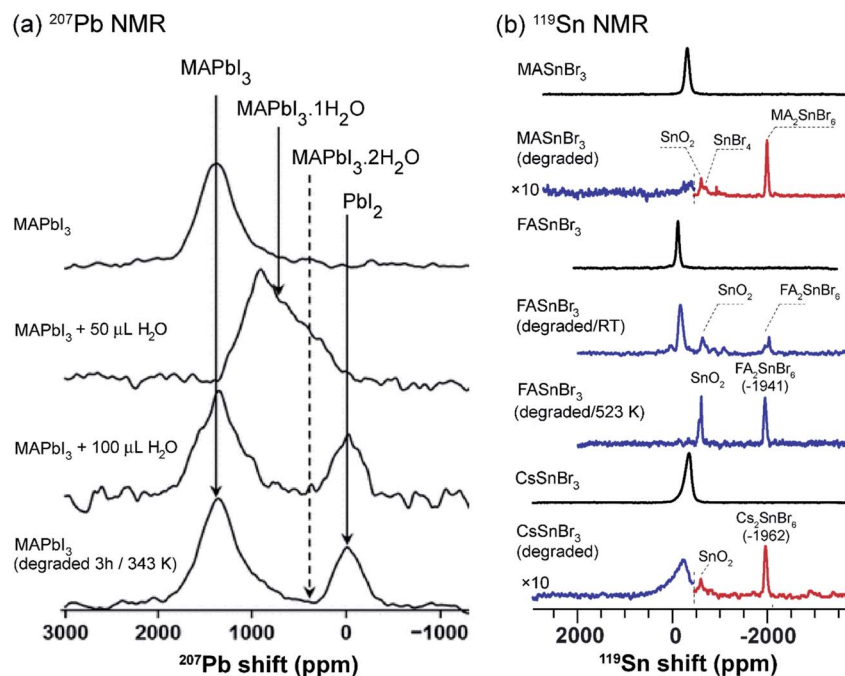 (a) ²⁰⁷Pb NMR
MAPbI₃
MAPbI₃.1H₂O
MAPbI₃.2H₂O
PbI₂
MAPbI₃
MAPbI₃ + 50 µL H₂O
MAPbI₃ + 100 µL H₂O
MAPbI₃
(degraded 3h / 343 K)
3000 2000 1000 0 -1000
²⁰⁷Pb shift (ppm)
(b) ¹¹⁹Sn NMR
MASnBr₃
MASnBr₃
(degraded)
×10
SnO₂
SnBr₄
MA₂SnBr₆
FASnBr₃
FASnBr₃
(degraded/RT)
SnO₂
FA₂SnBr₆
FASnBr₃
(degraded/523 K)
SnO₂
FA₂SnBr₆
(-1941)
CsSnBr₃
CsSnBr₃
(degraded)
×10
SnO₂
Cs₂SnBr₆
(-1962)
2000 0 -2000
¹¹⁹Sn shift (ppm)